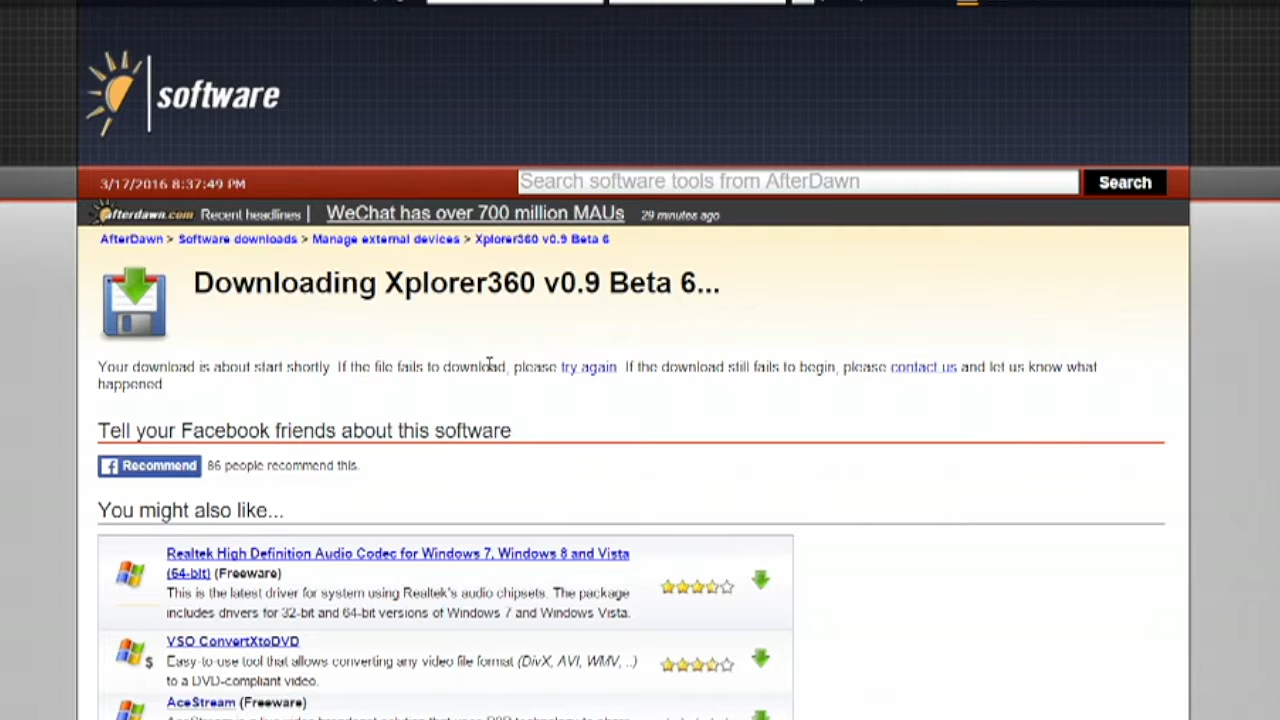 software
3/17/2016 8:37:49 PM
Search software tools from AfterDawn
Search
afterdawn.com Recent headlines | WeChat has over 700 million MAUs 29 minutes ago
AfterDawn > Software downloads > Manage external devices > Xplorer360 v0.9 Beta 6
Downloading Xplorer360 v0.9 Beta 6...
Your download is about start shortly. If the file fails to download, please try again. If the download still fails to begin, please contact us and let us know what
happened
Tell your Facebook friends about this software
Recommend 86 people recommend this.
You might also like...
Realtek High Definition Audio Codec for Windows 7, Windows 8 and Vista
(64-bit) (Freeware)
This is the latest driver for system using Realtek's audio chipsets. The package
includes drivers for 32-bit and 64-bit versions of Windows 7 and Windows Vista.
VSO ConvertXtoDVD
$
Easy-to-use tool that allows converting any video file format (DivX, AVI, WMV, ..)
to a DVD-compliant video.
AceStream (Freeware)